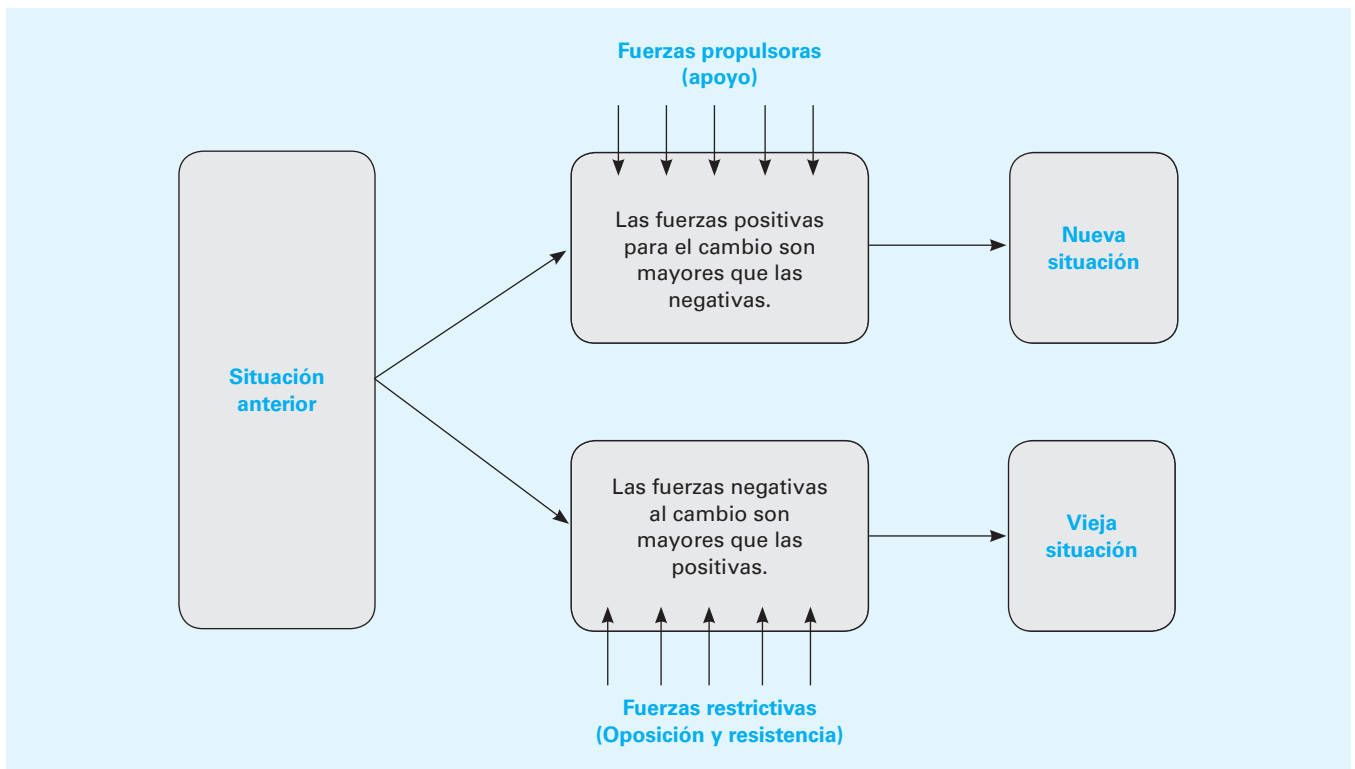 Fuerzas propulsoras
(apoyo)
Las fuerzas positivas
para el cambio son
mayores que las
negativas.
Nueva
situación
Situación
anterior
Las fuerzas negativas
al cambio son
mayores que las
positivas.
Vieja
situación
Fuerzas restrictivas
(Oposición y resistencia)